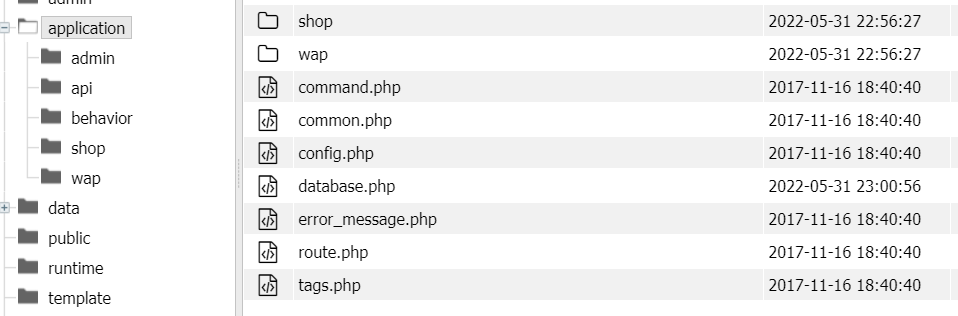 admin
application
admin
api
behavior
shop
wap
data
public
runtime
template
shop 2022-05-31 22:56:27
wap 2022-05-31 22:56:27
command.php 2017-11-16 18:40:40
common.php 2017-11-16 18:40:40
config.php 2017-11-16 18:40:40
database.php 2022-05-31 23:00:56
error_message.php 2017-11-16 18:40:40
route.php 2017-11-16 18:40:40
tags.php 2017-11-16 18:40:40